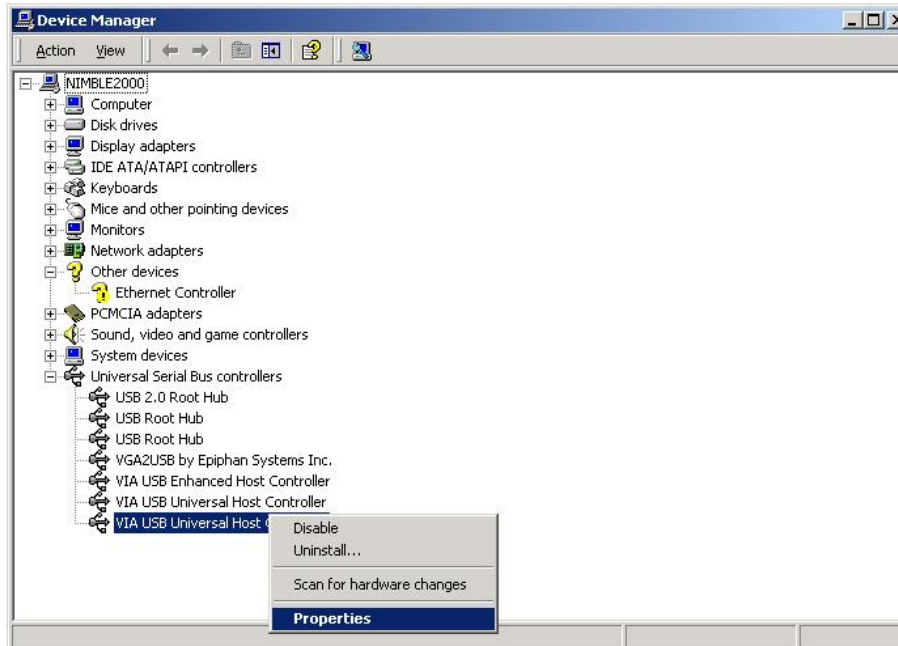 Device Manager
Action View
NIMBLE2000
Computer
Disk drives
Display adapters
IDE ATA/ATAPI controllers
Keyboards
Mice and other pointing devices
Monitors
Network adapters
Other devices
Ethernet Controller
PCMCIA adapters
Sound, video and game controllers
System devices
Universal Serial Bus controllers
USB 2.0 Root Hub
USB Root Hub
USB Root Hub
VGA2USB by Epiphan Systems Inc.
VIA USB Enhanced Host Controller
VIA USB Universal Host Controller
VIA USB Universal Host
Disable
Uninstall...
Scan for hardware changes
Properties